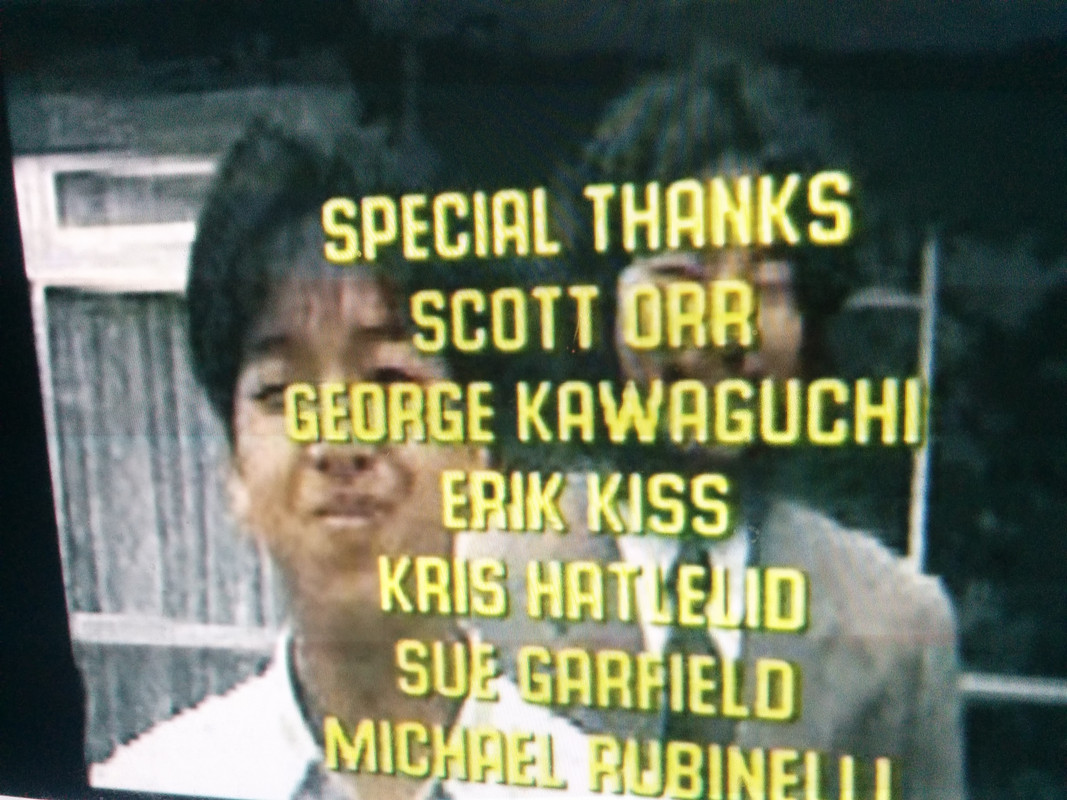 SPECIAL THANKS
SCOTT ORR
GEORGE KAWAGUCHI
ERIK KISS
KRIS HATLELID
SUE GARFIELD
MICHAEL RUBINELLI